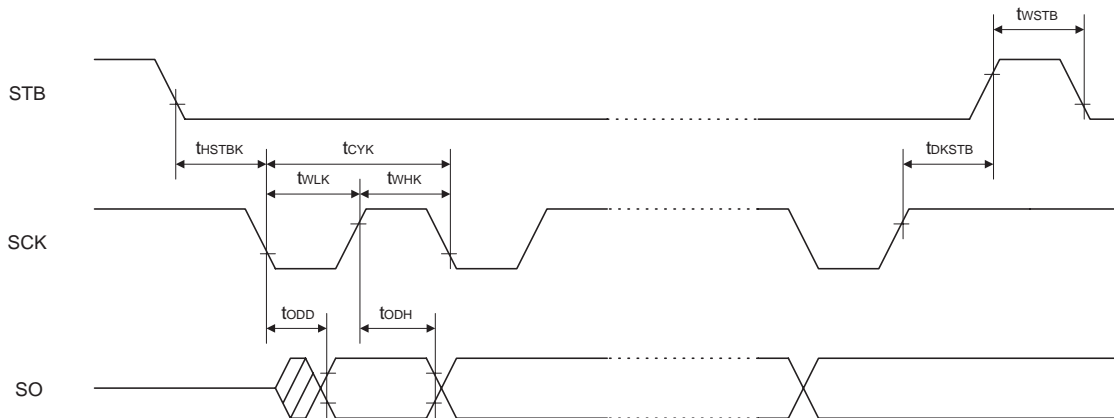 tWSTB
STB
tHSTBK
tCYK
tDKSTB
tWLK
tWHK
SCK
tODD
tODH
SO